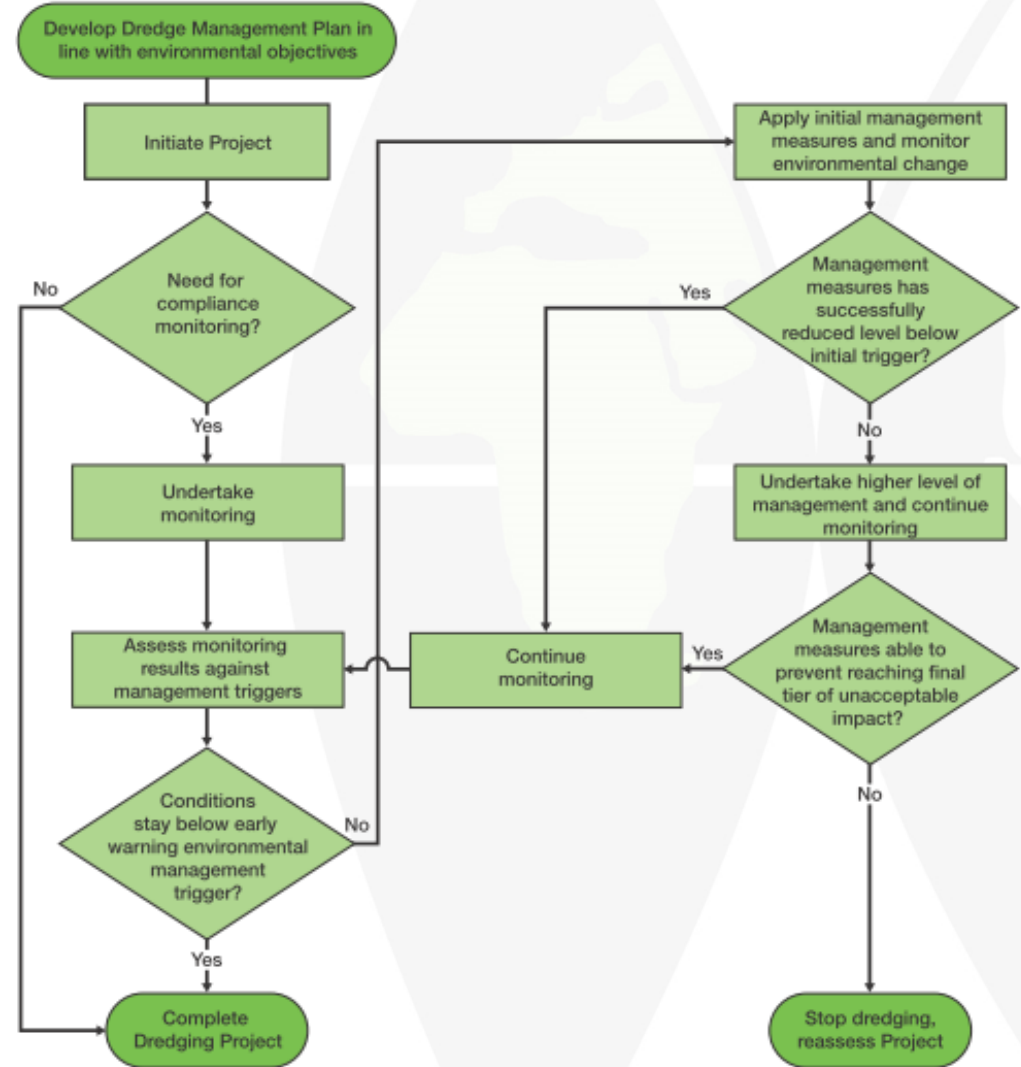 Develop Dredge Management Plan in
line with environmental objectives
Initiate Project
Need for
compliance
monitoring?
No
Yes
Undertake
monitoring
Assess monitoring
results against
management triggers
Conditions
stay below early
warning environmental
management
trigger?
No
Yes
Complete
Dredging Project
Apply initial management
measures and monitor
environmental change
Management
measures has
successfully
reduced level below
initial trigger?
Yes
No
Continue
monitoring
Undertake higher level of
management and continue
monitoring
Management
measures able to
prevent reaching final
tier of unacceptable
impact?
Yes
No
Stop dredging,
reassess Project